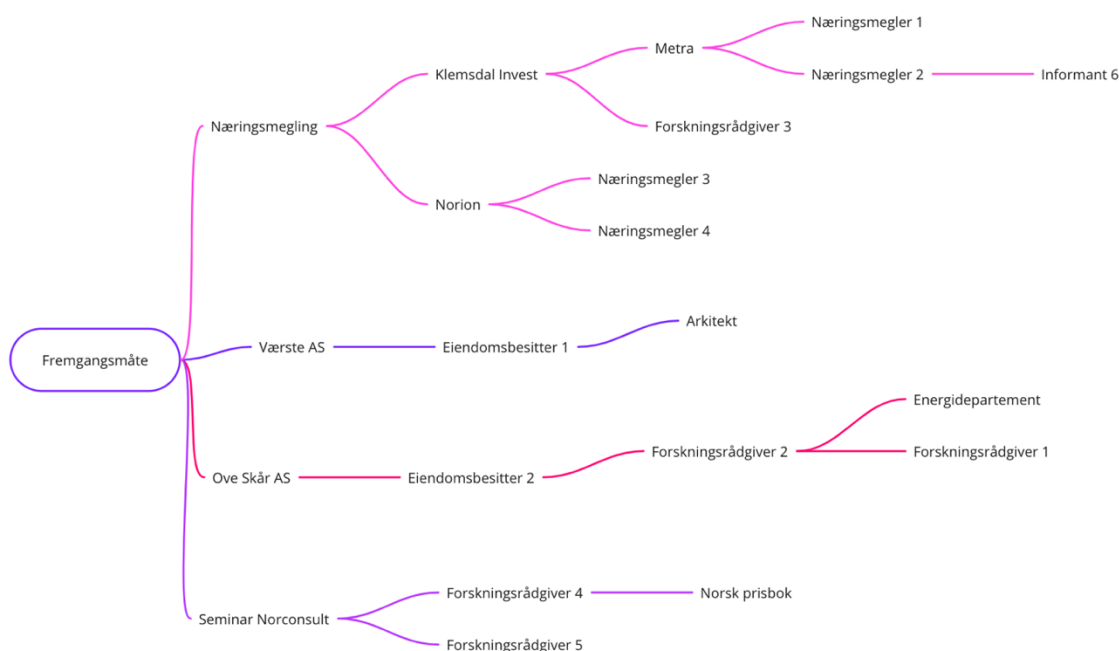 Næringsmegler 1
Metra
Klemsdal Invest
Næringsmegler 2
Informant 6
Næringsmegling
Forskningsrådgiver 3
Næringsmegler 3
Norion
Næringsmegler 4
Arkitekt
Værste AS
Eiendomsbesitter 1
Fremgangsmåte
Energidepartement
Forskningsrådgiver 2
Forskningsrådgiver 1
Ove Skår AS
Eiendomsbesitter 2
Forskningsrådgiver 4
Norsk prisbok
Seminar Norconsult
Forskningsrådgiver 5